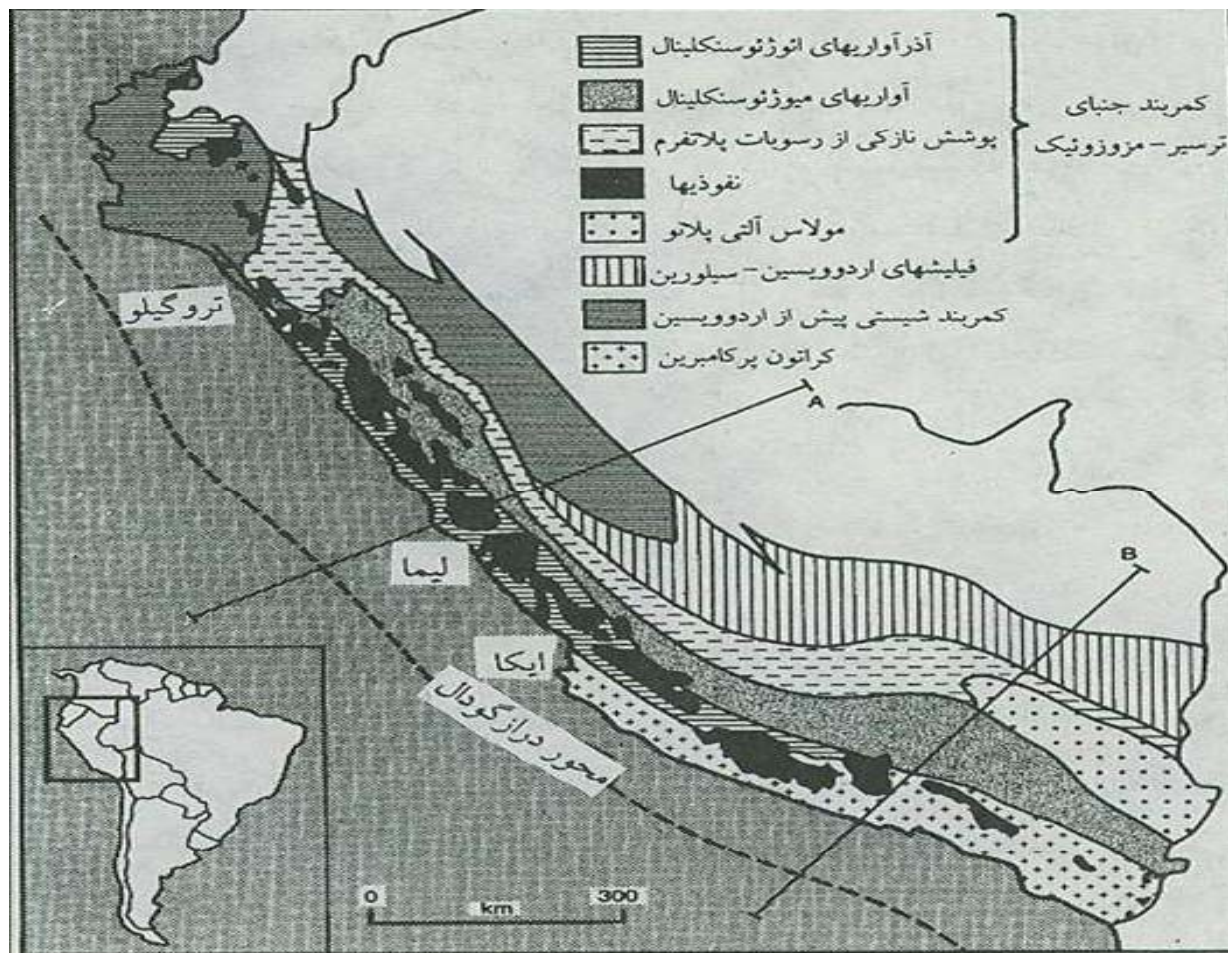 آذرآواریهای ائوژئوسنکلینال
آواریهای میوژئوسنکلینال
پوشش نازکی از رسوبات پلاتفرم
نفوذیها
مولاس آلتی پلانو
کمربند جنبای
ترسیر - مزوزوئیک
فیلیشهای اردوویسین - سیلورین
کمربند شیستی پیش از اردوویسین
کراتون پرکامبرین
تروگیلو
A
لیما
B
ایکا
محور درازگودال
0 300
km